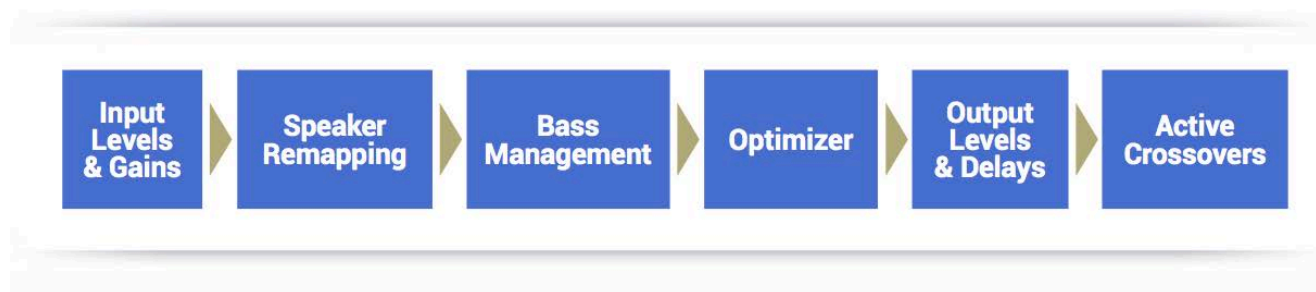 Input
Levels
& Gains
Speaker
Remapping
Bass
Management
Optimizer
Output
Levels
& Delays
Active
Crossovers